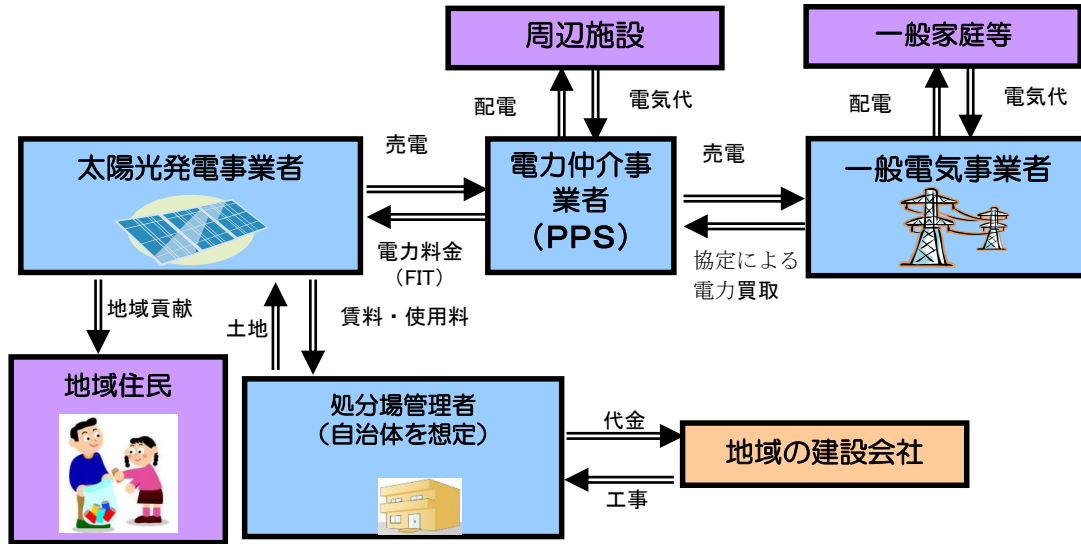 周辺施設
一般家庭等
配電
電気代
配電
電気代
太陽光発電事業者
売電
電力仲介事
業者
（PPS）
売電
一般電気事業者
電力料金
（FIT）
協定による
電力買取
地域貢献
土地
賃料・使用料
地域住民
処分場管理者
（自治体を想定）
代金
地域の建設会社
工事